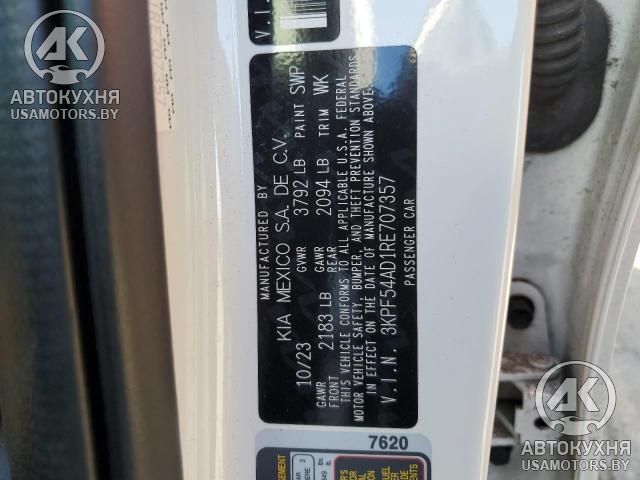 АВТОКУХНЯ
USAMOTORS.BY
V.I.
MANUFACTURED BY
KIA MEXICO S.A. DE C.V.
10/23 GVWR 3792 LB PAINT SWP
GAWR FRONT 2183 LB GAWR REAR 2094 LB TRIM WK
THIS VEHICLE CONFORMS TO ALL APPLICABLE U.S.A. FEDERAL
MOTOR VEHICLE SAFETY, BUMPER, AND THEFT PREVENTION STANDARDS
IN EFFECT ON THE DATE OF MANUFACTURE SHOWN ABOVE.
V.I.N. 3KPF54AD1RE707357
PASSENGER CAR
7620
АВТОКУХНЯ
USAMOTORS.BY